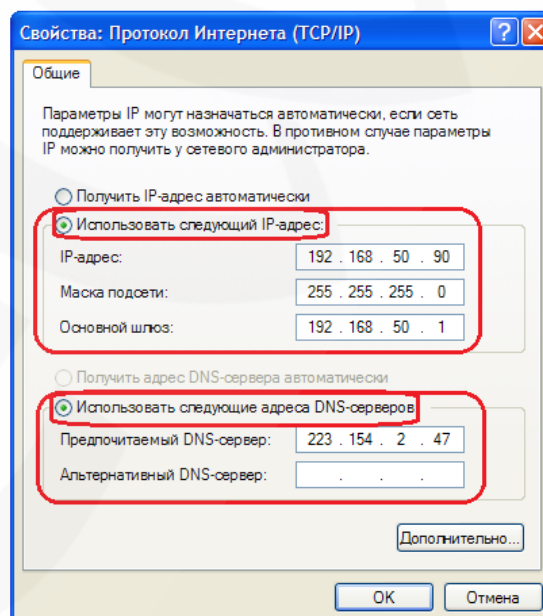 Свойства: Протокол Интернета (TCP/IP)
Общие
Параметры IP могут назначаться автоматически, если сеть
поддерживает эту возможность. В противном случае параметры
IP можно получить у сетевого администратора.
Получить IP-адрес автоматически
Использовать следующий IP-адрес:
IP-адрес: 192 . 168 . 50 . 90
Маска подсети: 255 . 255 . 255 . 0
Основной шлюз: 192 . 168 . 50 . 1
Получить адрес DNS-сервера автоматически
Использовать следующие адреса DNS-серверов
Предпочитаемый DNS-сервер: 223 . 154 . 2 . 47
Альтернативный DNS-сервер: . . .
Дополнительно...
OK Отмена